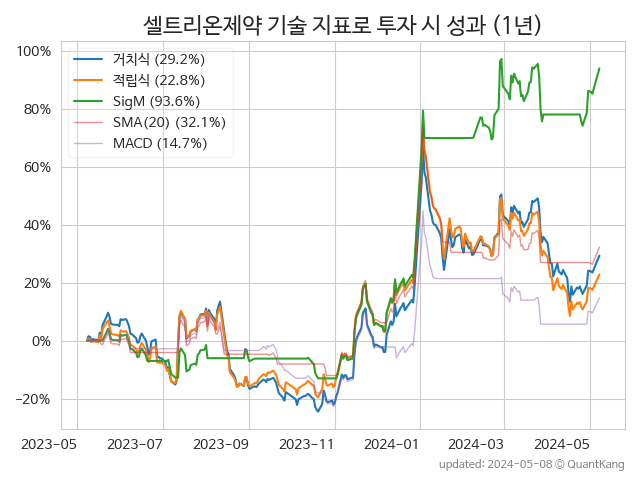 셀트리온제약 기술 지표로 투자 시 성과 (1년)
거치식 (29.2%)
적립식 (22.8%)
SigM (93.6%)
SMA(20) (32.1%)
MACD (14.7%)
100%
80%
60%
40%
20%
0%
−20%
2023-05 2023-07 2023-09 2023-11 2024-01 2024-03 2024-05
updated: 2024-05-08 ⓒ QuantKang